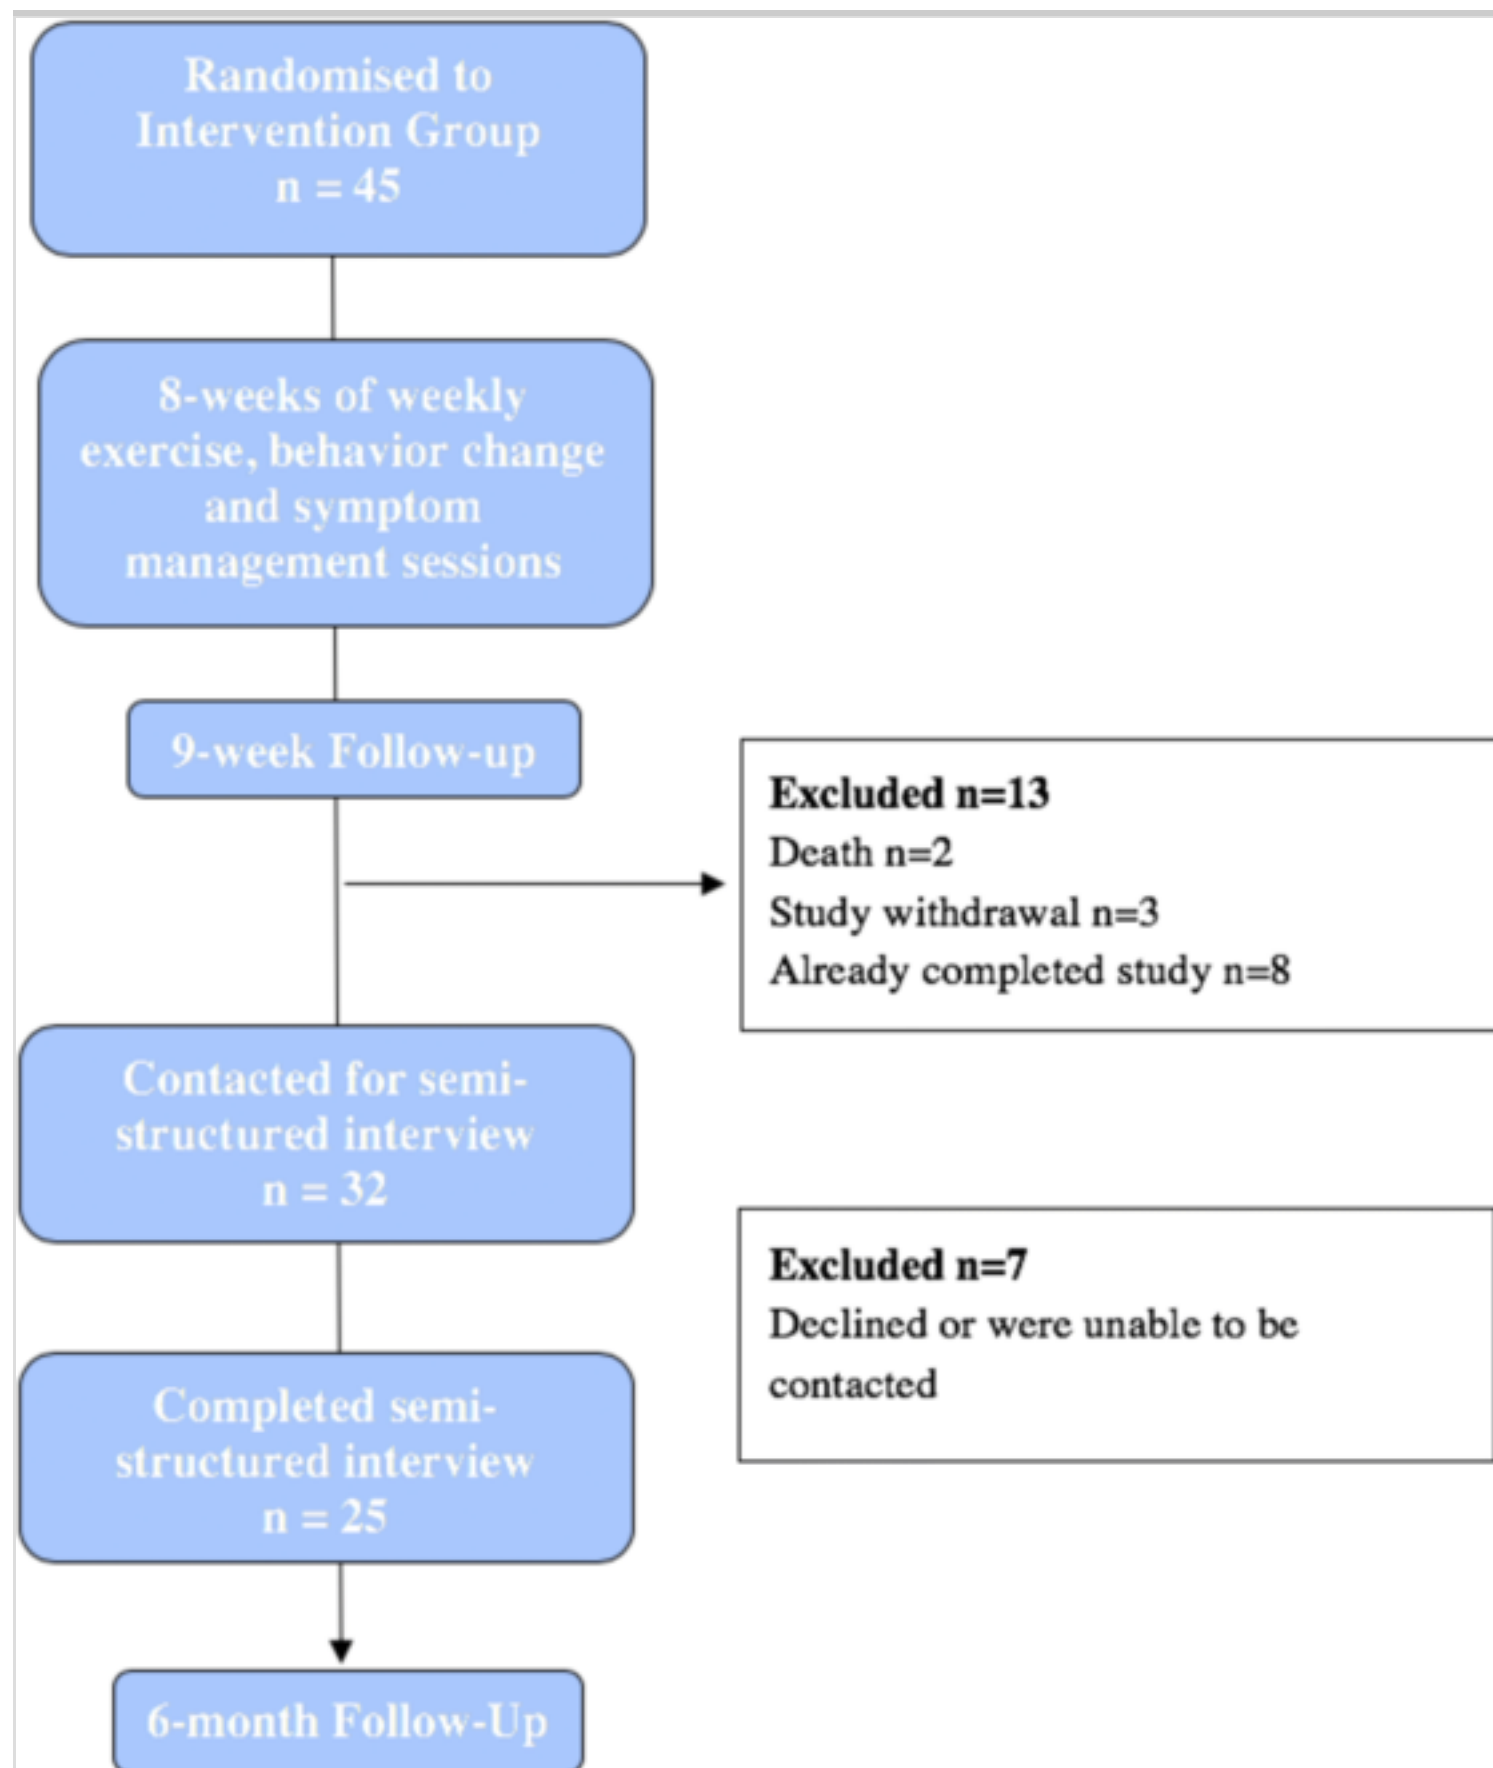 Randomised to
Intervention Group
n = 45
8-weeks of weekly
exercise, behavior change
and symptom
management sessions
9-week Follow-up
Excluded n=13
Death n=2
Study withdrawal n=3
Already completed study n=8
Contacted for semi-
structured interview
n = 32
Excluded n=7
Declined or were unable to be
contacted
Completed semi-
structured interview
n = 25
6-month Follow-Up